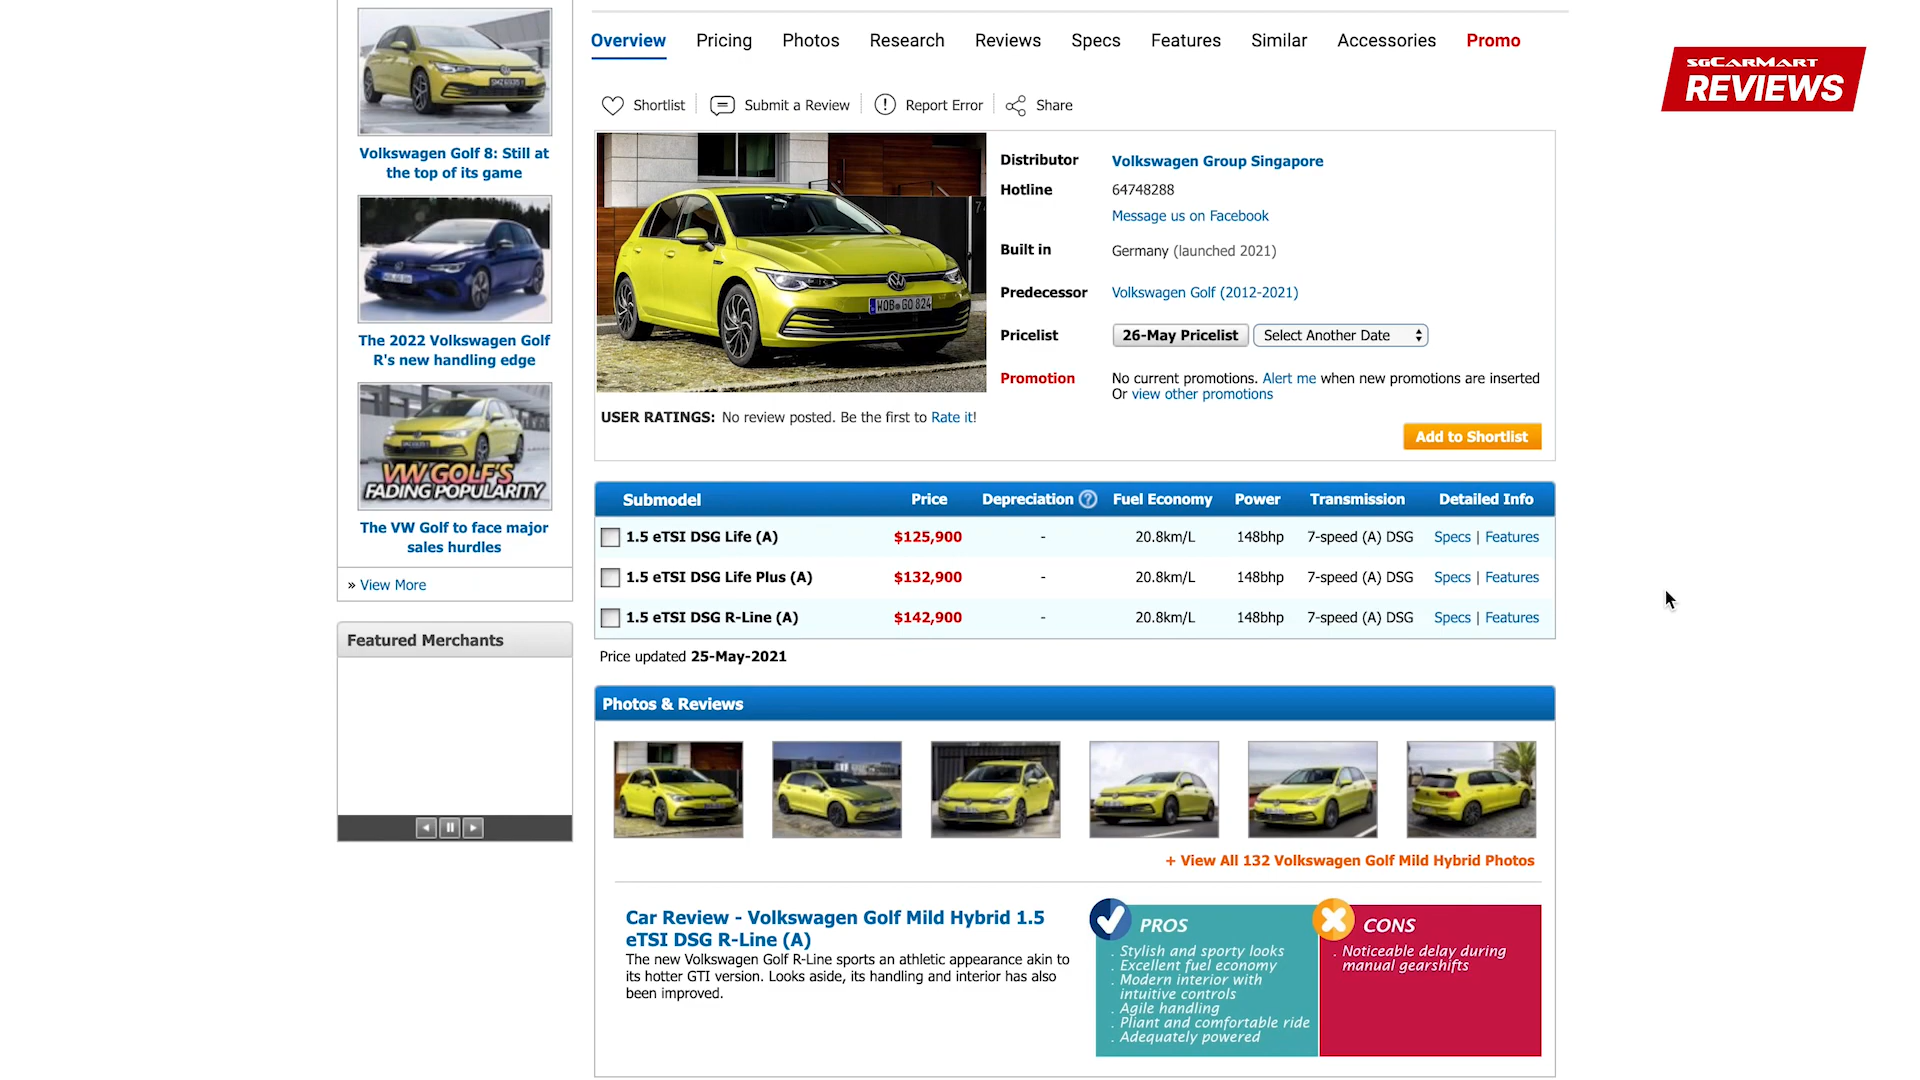 Overview Pricing Photos Research Reviews Specs Features Similar Accessories Promo
SGCARMART
REVIEWS
Shortlist Submit a Review Report Error Share
Volkswagen Golf 8: Still at
the top of its game
The 2022 Volkswagen Golf
R's new handling edge
VW GOLF'S
FADING POPULARITY
The VW Golf to face major
sales hurdles
» View More
Featured Merchants
WOB GO 824
Distributor Volkswagen Group Singapore
Hotline 64748288
Message us on Facebook
Built in Germany (launched 2021)
Predecessor Volkswagen Golf (2012-2021)
Pricelist 26-May Pricelist Select Another Date
Promotion No current promotions. Alert me when new promotions are inserted
Or view other promotions
USER RATINGS: No review posted. Be the first to Rate it!
Add to Shortlist
Submodel Price Depreciation ? Fuel Economy Power Transmission Detailed Info
1.5 eTSI DSG Life (A) $125,900 - 20.8km/L 148bhp 7-speed (A) DSG Specs | Features
1.5 eTSI DSG Life Plus (A) $132,900 - 20.8km/L 148bhp 7-speed (A) DSG Specs | Features
1.5 eTSI DSG R-Line (A) $142,900 - 20.8km/L 148bhp 7-speed (A) DSG Specs | Features
Price updated 25-May-2021
Photos & Reviews
+ View All 132 Volkswagen Golf Mild Hybrid Photos
Car Review - Volkswagen Golf Mild Hybrid 1.5
eTSI DSG R-Line (A)
The new Volkswagen Golf R-Line sports an athletic appearance akin to
its hotter GTI version. Looks aside, its handling and interior has also
been improved.
PROS
. Stylish and sporty looks
. Excellent fuel economy
. Modern interior with
intuitive controls
. Agile handling
. Pliant and comfortable ride
. Adequately powered
CONS
. Noticeable delay during
manual gearshifts